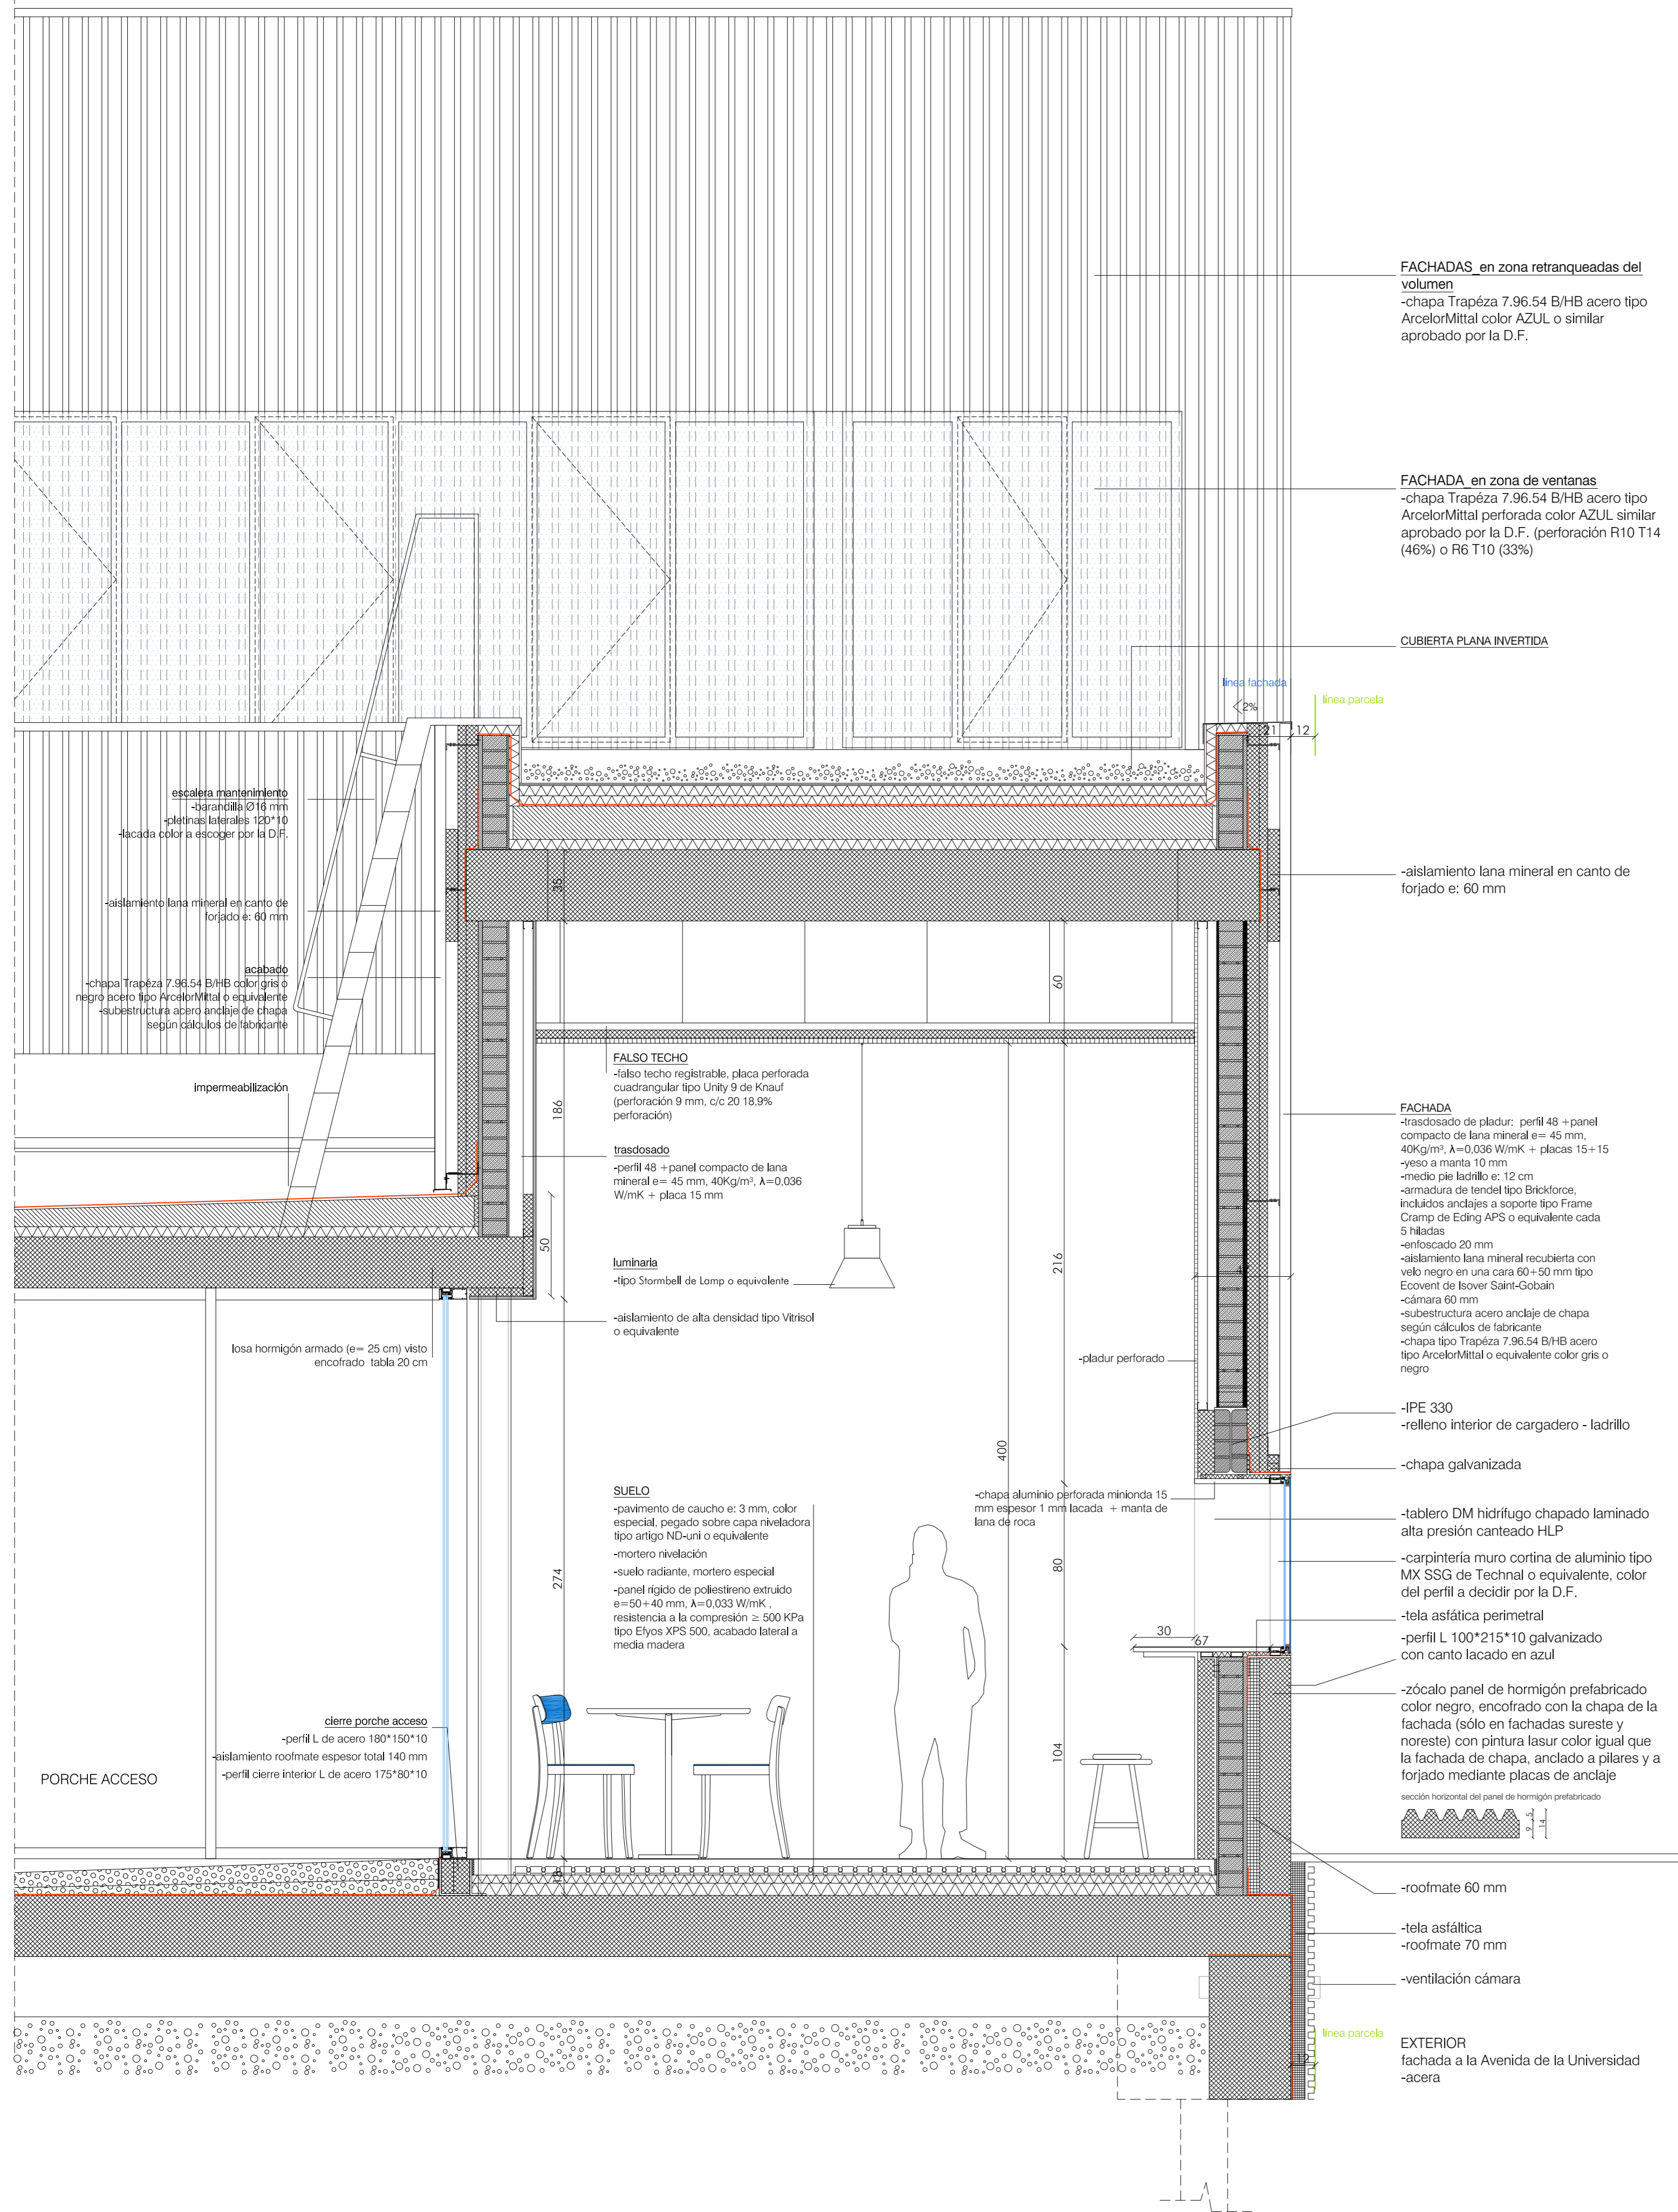 FACHADAS_en zona retranqueadas del
volumen
-chapa Trapéza 7.96.54 B/HB acero tipo
ArcelorMittal color AZUL o similar
aprobado por la D.F.
FACHADA_en zona de ventanas
-chapa Trapéza 7.96.54 B/HB acero tipo
ArcelorMittal perforada color AZUL similar
aprobado por la D.F. (perforación R10 T14
(46%) o R6 T10 (33%)
CUBIERTA PLANA INVERTIDA
línea fachada
línea parcela
2%
21
12
escalera mantenimiento
-barandilla Ø16 mm
-pletinas laterales 120*10
-lacada color a escoger por la D.F.
-aislamiento lana mineral en canto de
forjado e: 60 mm
acabado
-chapa Trapéza 7.96.54 B/HB color gris o
negro acero tipo ArcelorMittal o equivalente
-subestructura acero anclaje de chapa
según cálculos de fabricante
impermeabilización
35
60
186
50
216
400
274
80
104
18
30
67
4
FALSO TECHO
-falso techo registrable, placa perforada
cuadrangular tipo Unity 9 de Knauf
(perforación 9 mm, c/c 20 18,9%
perforación)
trasdosado
-perfil 48 +panel compacto de lana
mineral e= 45 mm, 40Kg/m³, λ=0,036
W/mK + placa 15 mm
luminaria
-tipo Stormbell de Lamp o equivalente
-aislamiento de alta densidad tipo Vitrisol
o equivalente
losa hormigón armado (e= 25 cm) visto
encofrado tabla 20 cm
-pladur perforado
SUELO
-pavimento de caucho e: 3 mm, color
especial, pegado sobre capa niveladora
tipo artigo ND-uni o equivalente
-mortero nivelación
-suelo radiante, mortero especial
-panel rígido de poliestireno extruido
e=50+40 mm, λ=0,033 W/mK ,
resistencia a la compresión ≥ 500 KPa
tipo Efyos XPS 500, acabado lateral a
media madera
-chapa aluminio perforada minionda 15
mm espesor 1 mm lacada + manta de
lana de roca
cierre porche acceso
-perfil L de acero 180*150*10
-aislamiento roofmate espesor total 140 mm
-perfil cierre interior L de acero 175*80*10
PORCHE ACCESO
-aislamiento lana mineral en canto de
forjado e: 60 mm
FACHADA
-trasdosado de pladur: perfil 48 +panel
compacto de lana mineral e= 45 mm,
40Kg/m³, λ=0,036 W/mK + placas 15+15
-yeso a manta 10 mm
-medio pie ladrillo e: 12 cm
-armadura de tendel tipo Brickforce,
incluidos anclajes a soporte tipo Frame
Cramp de Eding APS o equivalente cada
5 hiladas
-enfoscado 20 mm
-aislamiento lana mineral recubierta con
velo negro en una cara 60+50 mm tipo
Ecovent de Isover Saint-Gobain
-cámara 60 mm
-subestructura acero anclaje de chapa
según cálculos de fabricante
-chapa tipo Trapéza 7.96.54 B/HB acero
tipo ArcelorMittal o equivalente color gris o
negro
-IPE 330
-relleno interior de cargadero - ladrillo
-chapa galvanizada
-tablero DM hidrífugo chapado laminado
alta presión canteado HLP
-carpintería muro cortina de aluminio tipo
MX SSG de Technal o equivalente, color
del perfil a decidir por la D.F.
-tela asfática perimetral
-perfil L 100*215*10 galvanizado
con canto lacado en azul
-zócalo panel de hormigón prefabricado
color negro, encofrado con la chapa de la
fachada (sólo en fachadas sureste y
noreste) con pintura lasur color igual que
la fachada de chapa, anclado a pilares y a
forjado mediante placas de anclaje
sección horizontal del panel de hormigón prefabricado
9
5
14
-roofmate 60 mm
-tela asfáltica
-roofmate 70 mm
-ventilación cámara
línea parcela
12
EXTERIOR
fachada a la Avenida de la Universidad
-acera